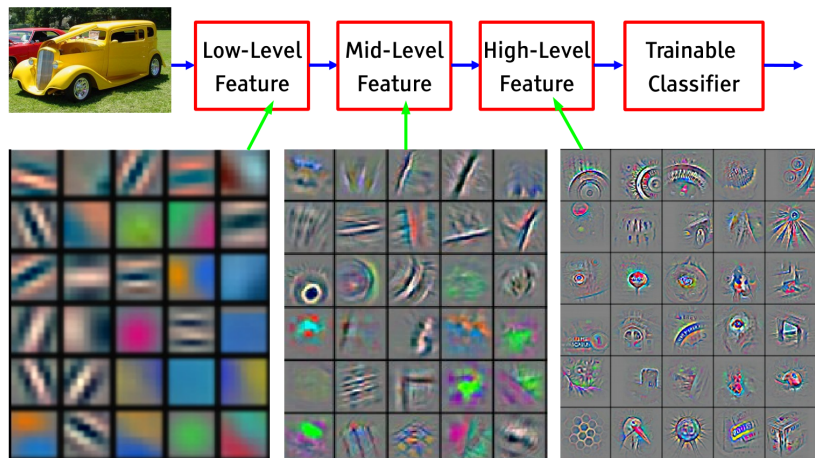 Low-Level
Feature
Mid-Level
Feature
High-Level
Feature
Trainable
Classifier